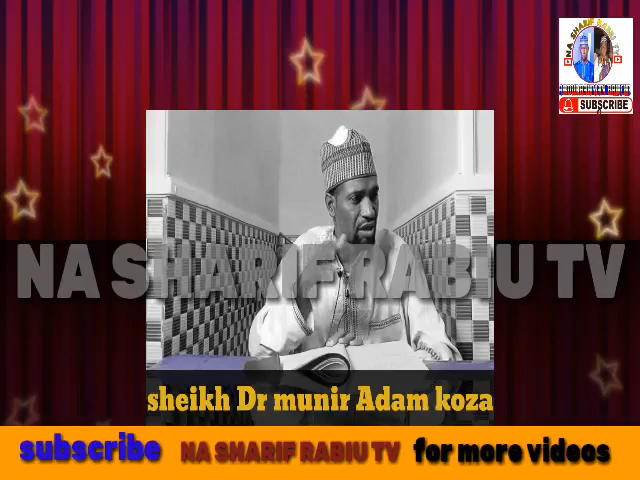 NA SHARIF RABIU TV
SUBSCRIBE
NA SHARIF RABIU TV
sheikh Dr munir Adam koza
subscribe NA SHARIF RABIU TV for more videos